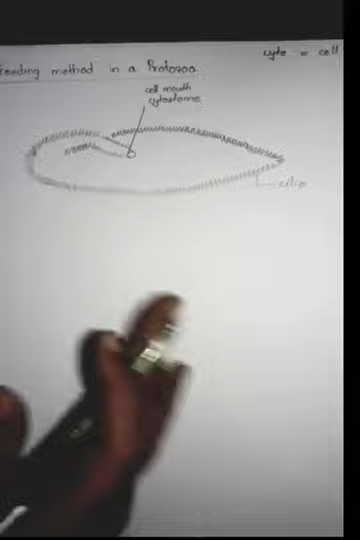 cyte = cell
Feeding method in a Protozoa
cell mouth
cytostome
cilia